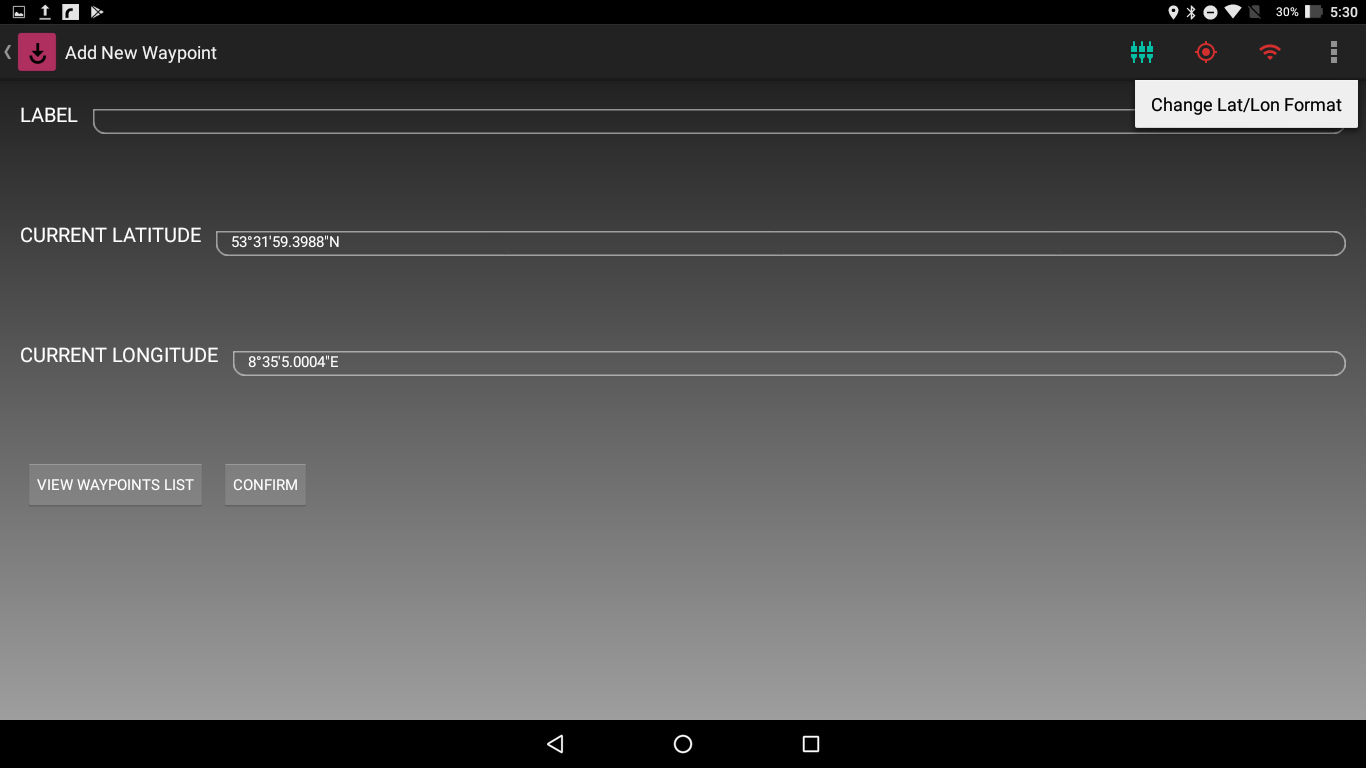 30% 5:30
Add New Waypoint
Change Lat/Lon Format
LABEL
CURRENT LATITUDE 53°31'59.3988"N
CURRENT LONGITUDE 8°35'5.0004"E
VIEW WAYPOINTS LIST CONFIRM